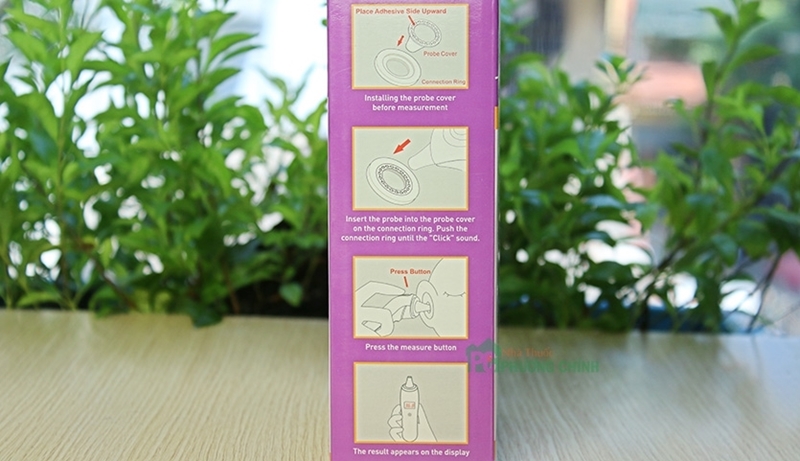 Place Adhesive Side Upward
Probe Cover
Connection Ring
Installing the probe cover
before measurement
Insert the probe into the probe cover
on the connection ring. Push the
connection ring until the "Click" sound.
Press Button
Press the measure button
The result appears on the display